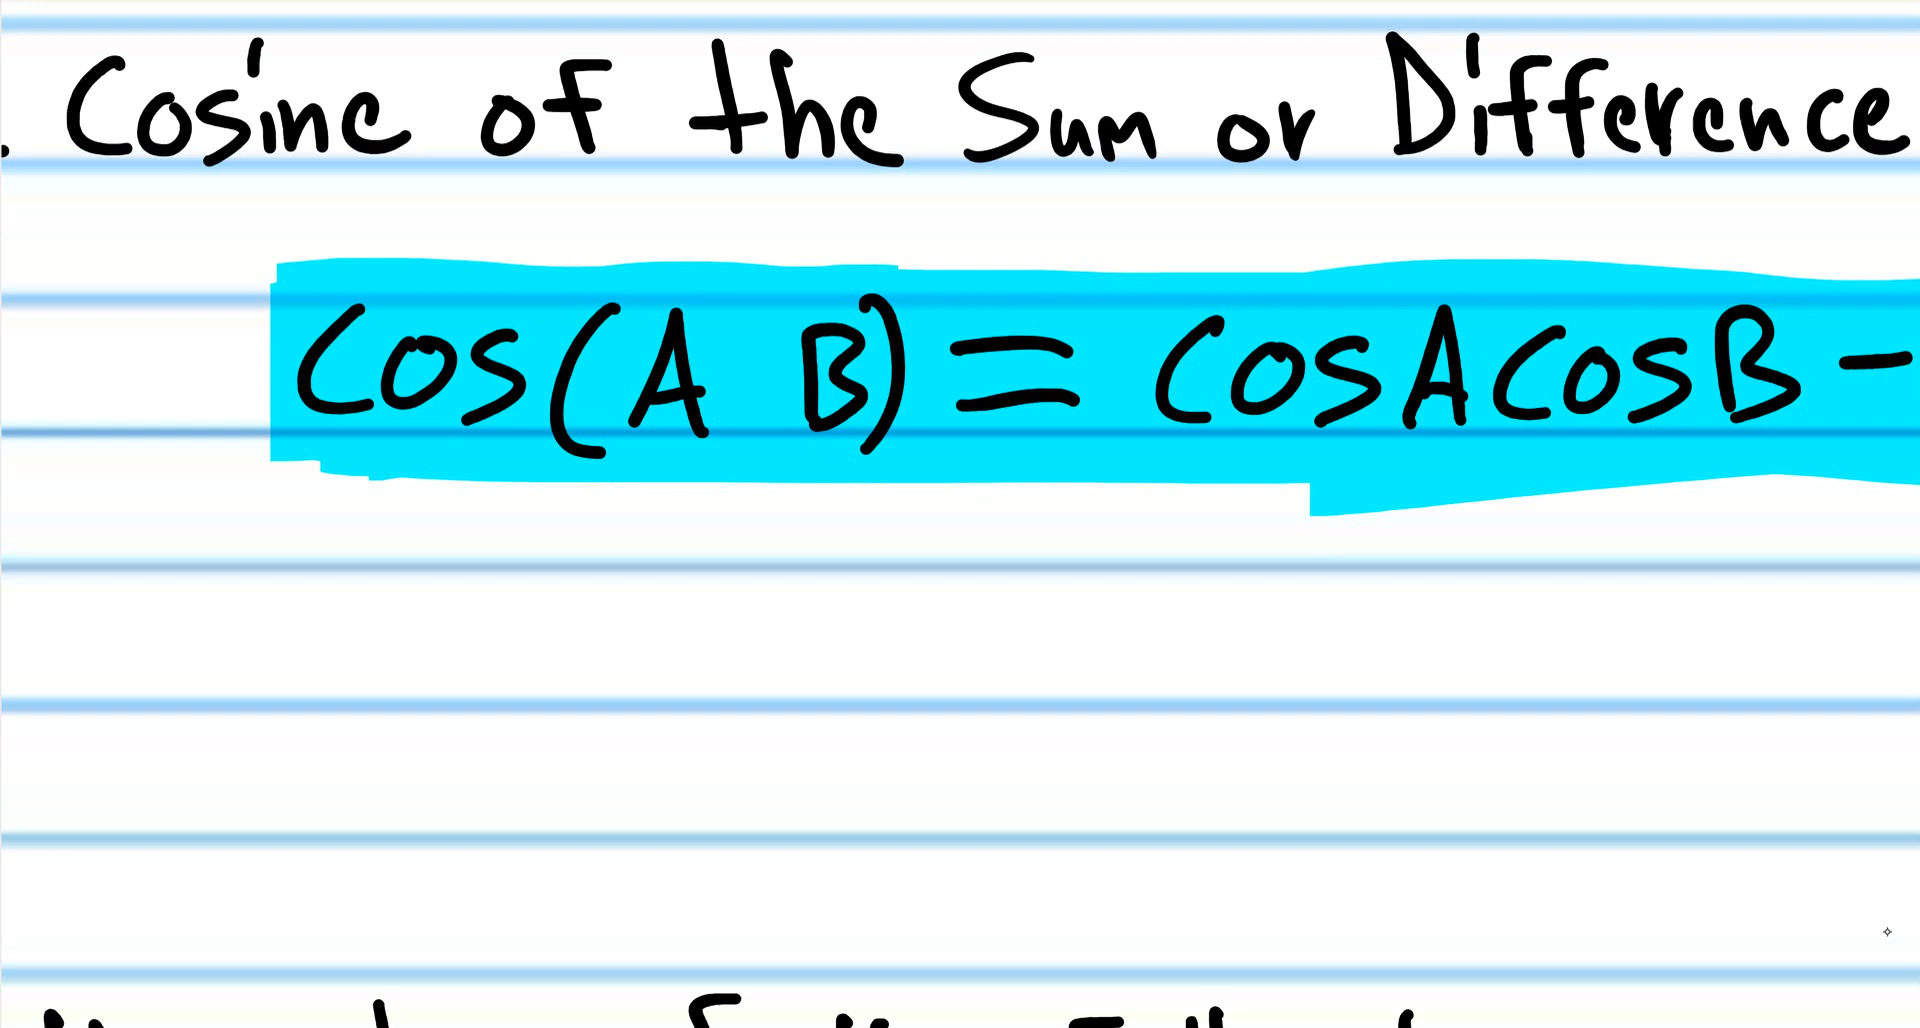 . Cosine of the Sum or Difference
Cos(A B) = CosACosB -